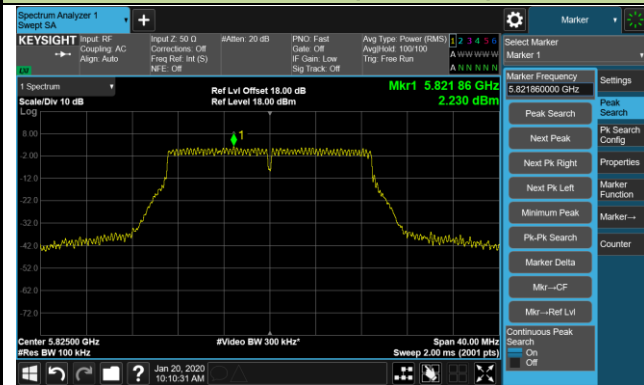 Spectrum Analyzer 1
Swept SA
Marker
KEYSIGHT
Input: RF
Coupling: AC
Align: Auto
Input Z: 50 Ω
Corrections: Off
Freq Ref: Int (S)
NFE: Off
#Atten: 20 dB
PNO: Fast
Gate: Off
IF Gain: Low
Sig Track: Off
Avg Type: Power (RMS)
Avg|Hold: 100/100
Trig: Free Run
1 2 3 4 5 6
A W W W W W
A N N N N N
Select Marker
Marker 1
1 Spectrum
Scale/Div 10 dB
Log
Ref Lvl Offset 18.00 dB
Ref Level 18.00 dBm
Mkr1 5.821 86 GHz
2.230 dBm
1
8.00
-2.00
-12.0
-22.0
-32.0
-42.0
-52.0
-62.0
-72.0
Center 5.82500 GHz
#Res BW 100 kHz
#Video BW 300 kHz*
Span 40.00 MHz
Sweep 2.00 ms (2001 pts)
Marker Frequency
5.821860000 GHz
Peak Search
Next Peak
Next Pk Right
Next Pk Left
Minimum Peak
Pk-Pk Search
Marker Delta
Mkr→CF
Mkr→Ref Lvl
Continuous Peak
Search
On
Off
Settings
Peak
Search
Pk Search
Config
Properties
Marker
Function
Marker→
Counter
Jan 20, 2020
10:10:31 AM